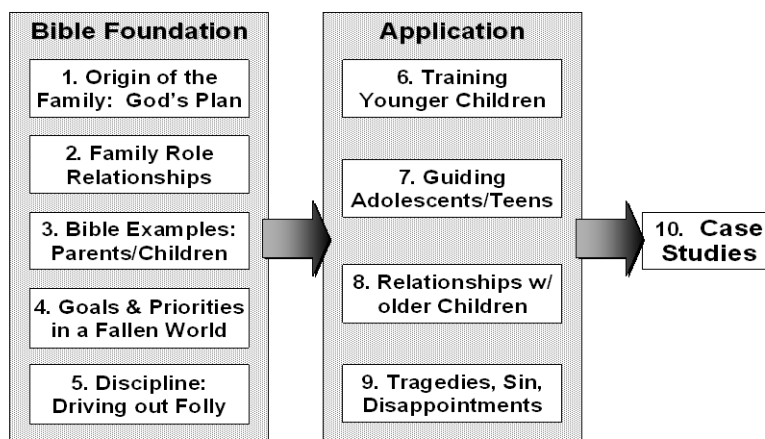 Bible Foundation
1. Origin of the
Family:  God's Plan
2. Family Role
Relationships
3. Bible Examples:
Parents/Children
4. Goals & Priorities
in a Fallen World
5. Discipline:
Driving out Folly
Application
6. Training
Younger Children
7. Guiding
Adolescents/Teens
8. Relationships w/
older Children
9. Tragedies, Sin,
Disappointments
10. Case
Studies